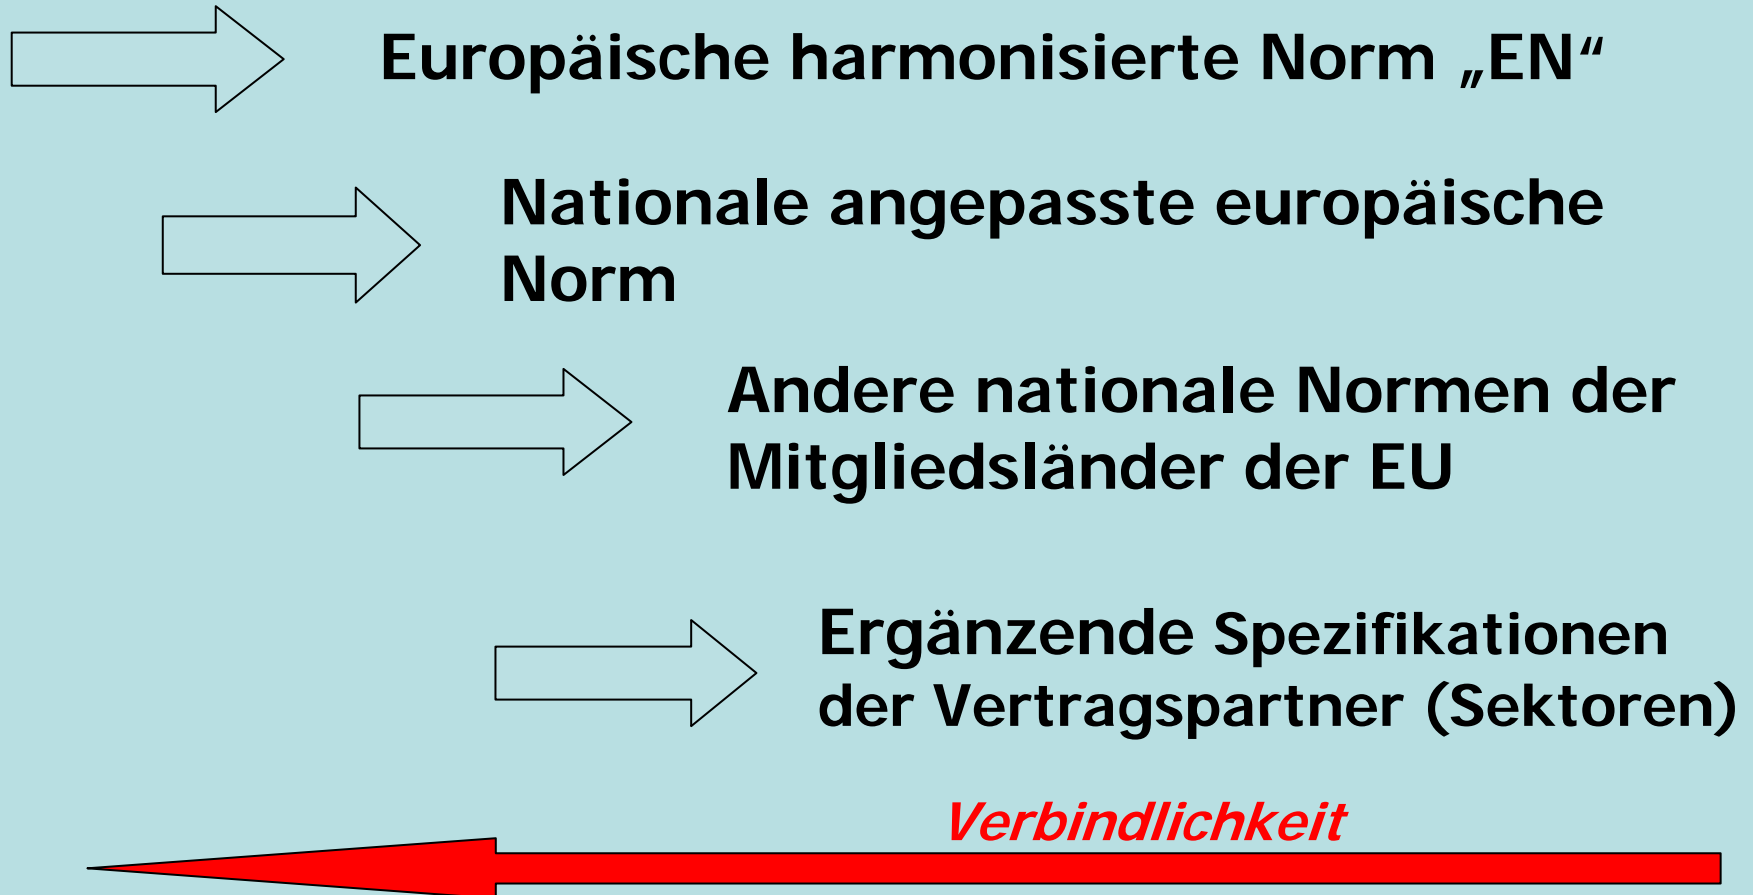 Europäische harmonisierte Norm „EN“
Nationale angepasste europäische
Norm
Andere nationale Normen der
Mitgliedsländer der EU
Ergänzende Spezifikationen
der Vertragspartner (Sektoren)
Verbindlichkeit